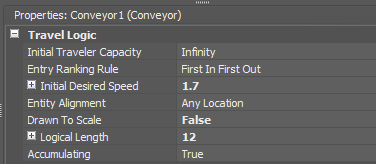 Properties: Conveyor1 (Conveyor)
Travel Logic
Initial Traveler Capacity Infinity
Entry Ranking Rule First In First Out
Initial Desired Speed 1.7
Entity Alignment Any Location
Drawn To Scale False
Logical Length 12
Accumulating True